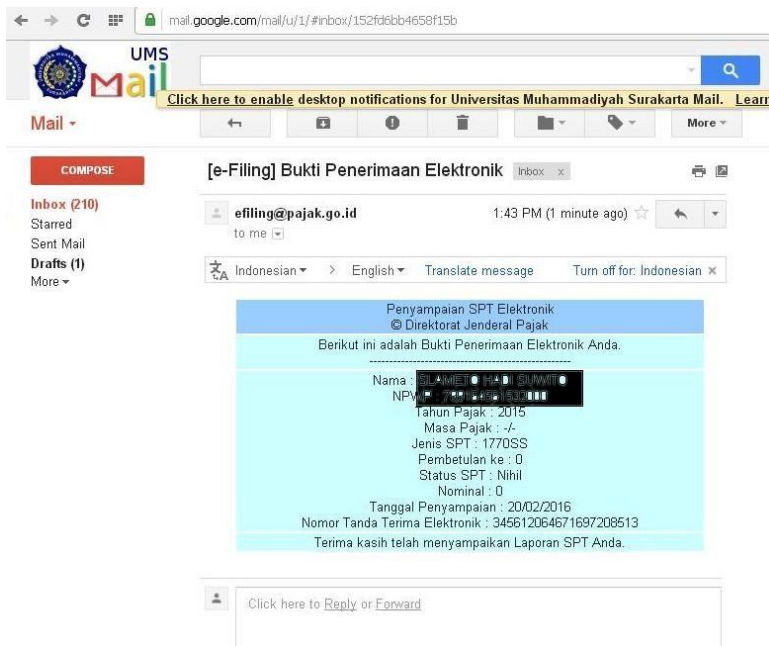 mail.google.com/mail/u/1/#inbox/152fd6bb4658f15b
UMS
Mail
Click here to enable desktop notifications for Universitas Muhammadiyah Surakarta Mail. Learn
Mail
More
COMPOSE
[e-Filing] Bukti Penerimaan Elektronik Inbox x
Inbox (210)
Starred
Sent Mail
Drafts (1)
More
efiling@pajak.go.id 1:43 PM (1 minute ago)
to me
Indonesian > English Translate message Turn off for: Indonesian ×
Penyampaian SPT Elektronik
© Direktorat Jenderal Pajak
Berikut ini adalah Bukti Penerimaan Elektronik Anda.
--------------------------------------------------
Nama :
NPWP :
Tahun Pajak : 2015
Masa Pajak : -/-
Jenis SPT : 1770SS
Pembetulan ke : 0
Status SPT : Nihil
Nominal : 0
Tanggal Penyampaian : 20/02/2016
Nomor Tanda Terima Elektronik : 345612064671697208513
Terima kasih telah menyampaikan Laporan SPT Anda.
Click here to Reply or Forward